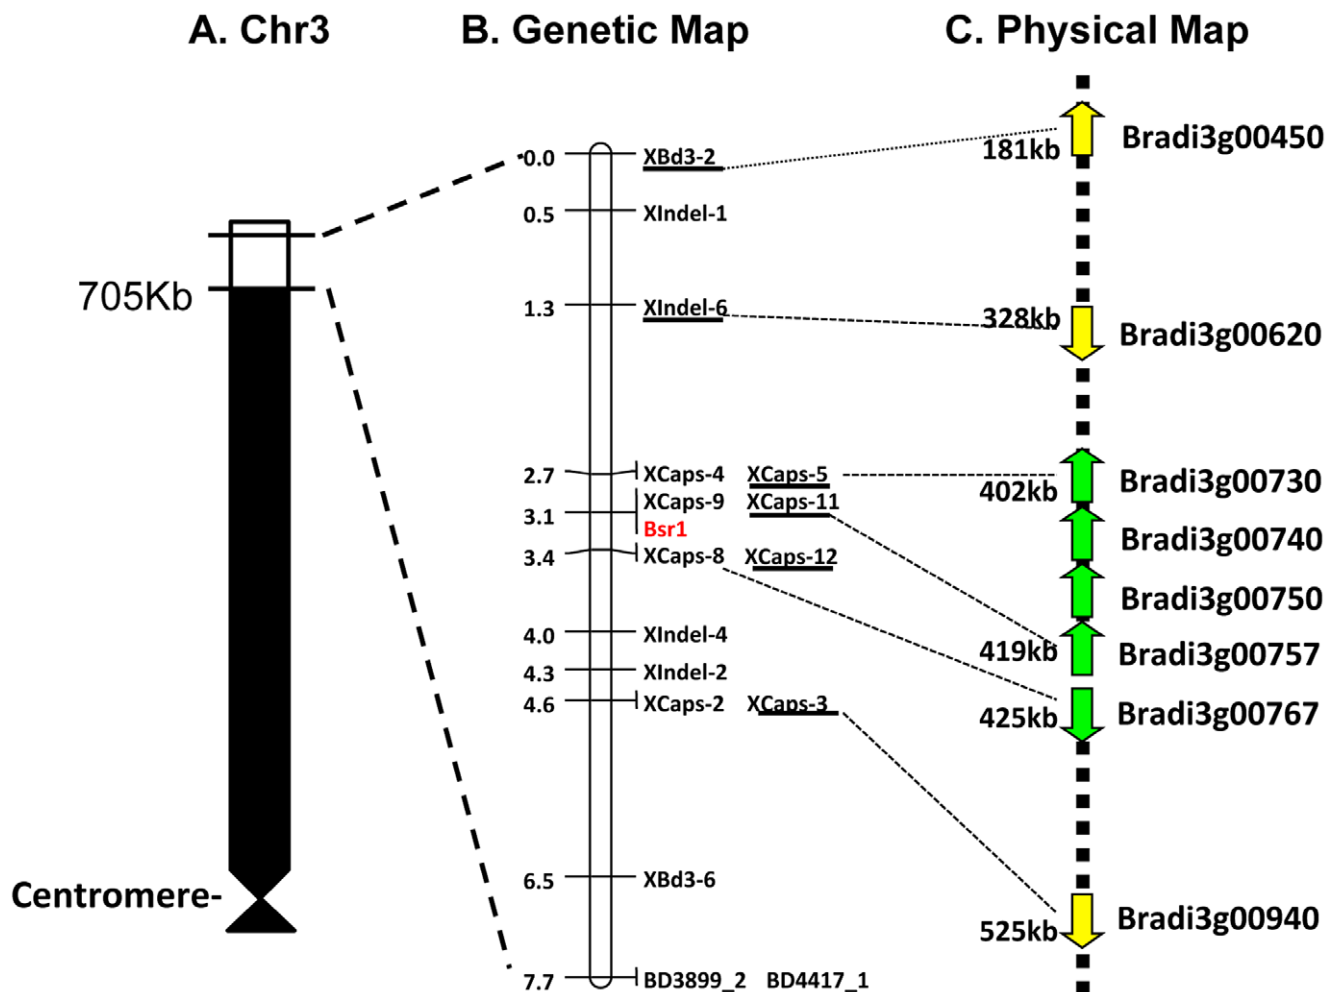 A. Chr3
B. Genetic Map
C. Physical Map
705Kb
Centromere-
0.0 XBd3-2
0.5 XIndel-1
1.3 XIndel-6
2.7 XCaps-4 XCaps-5
XCaps-9 XCaps-11
3.1
Bsr1
3.4 XCaps-8 XCaps-12
4.0 XIndel-4
4.3 XIndel-2
4.6 XCaps-2 XCaps-3
6.5 XBd3-6
7.7 BD3899_2 BD4417_1
181kb Bradi3g00450
328kb Bradi3g00620
402kb Bradi3g00730
Bradi3g00740
Bradi3g00750
419kb Bradi3g00757
425kb Bradi3g00767
525kb Bradi3g00940